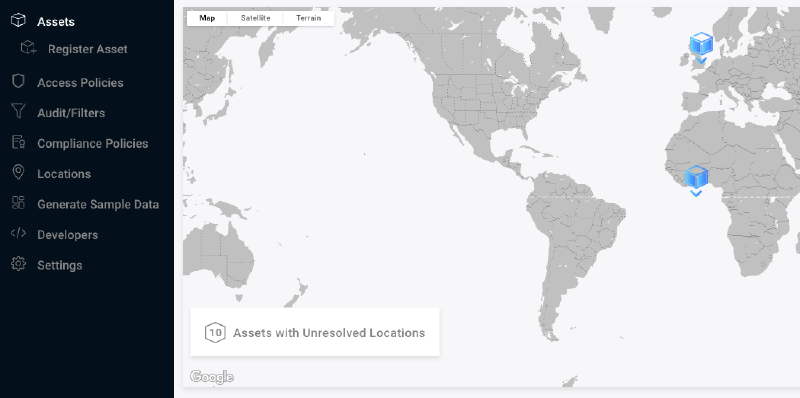 Assets
Register Asset
Access Policies
Audit/Filters
Compliance Policies
Locations
Generate Sample Data
Developers
Settings
Map Satellite Terrain
10 Assets with Unresolved Locations
Google